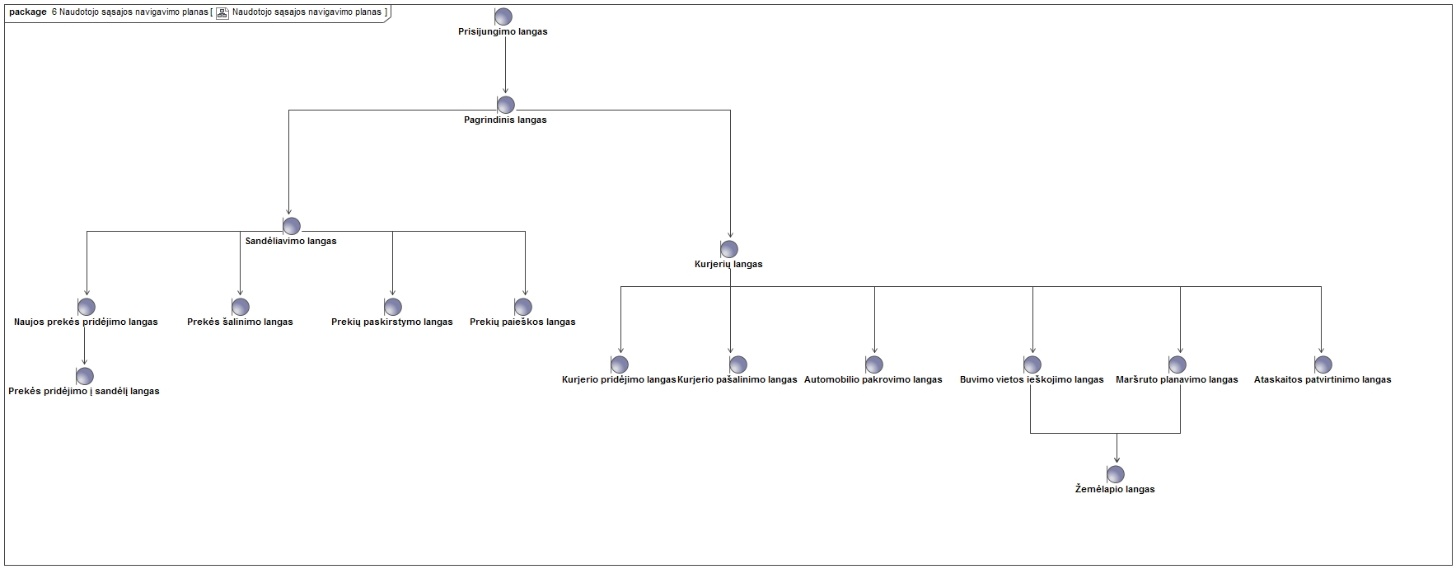 package 6 Naudotojo sąsajos navigavimo planas [ Naudotojo sąsajos navigavimo planas ]
Prisijungimo langas
Pagrindinis langas
Sandėliavimo langas
Kurjerių langas
Naujos prekės pridėjimo langas
Prekės šalinimo langas
Prekių paskirstymo langas
Prekių paieškos langas
Prekės pridėjimo į sandėlį langas
Kurjerio pridėjimo langas
Kurjerio pašalinimo langas
Automobilio pakrovimo langas
Buvimo vietos ieškojimo langas
Maršruto planavimo langas
Ataskaitos patvirtinimo langas
Žemėlapio langas